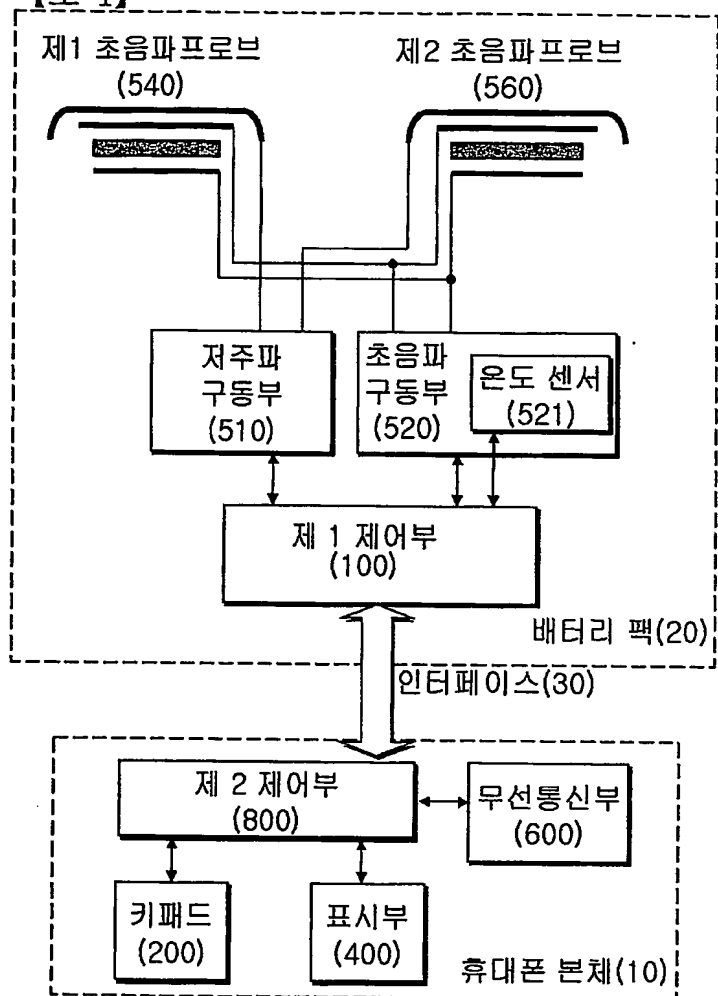 【도 1】
제1 초음파프로브
(540)
제2 초음파프로브
(560)
저주파
구동부
(510)
초음파
구동부
(520)
온도 센서
(521)
제 1 제어부
(100)
배터리 팩(20)
인터페이스(30)
제 2 제어부
(800)
무선통신부
(600)
키패드
(200)
표시부
(400)
휴대폰 본체(10)